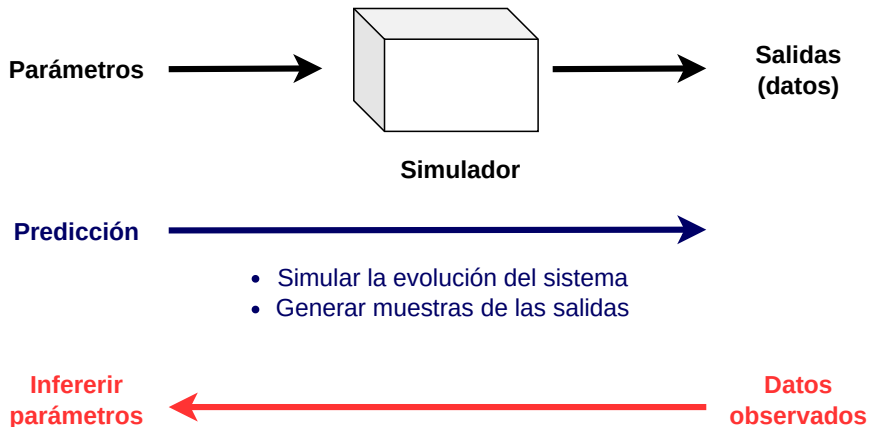 Parámetros
Salidas
(datos)
Simulador
Predicción
• Simular la evolución del sistema
• Generar muestras de las salidas
Infererir
parámetros
Datos
observados